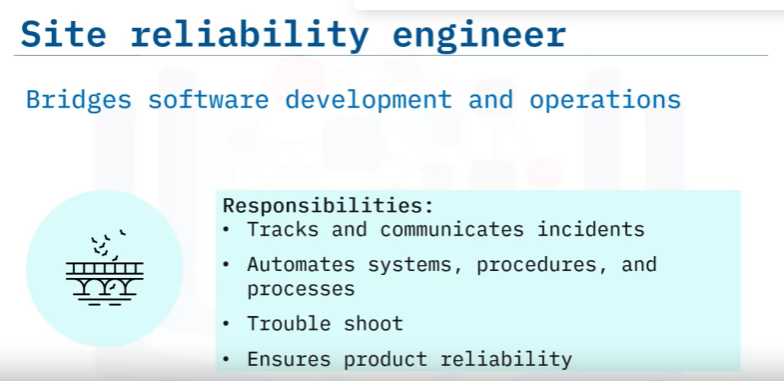 Site reliability engineer
Bridges software development and operations
Responsibilities:
• Tracks and communicates incidents
• Automates systems, procedures, and
processes
• Trouble shoot
• Ensures product reliability